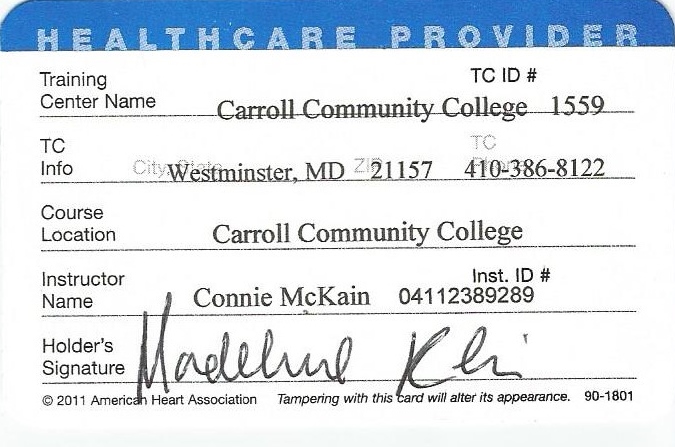 HEALTHCARE PROVIDER
Training Center Name Carroll Community College TC ID # 1559
TC Info City, State Westminster, MD ZIP 21157 TC Phone 410-386-8122
Course Location Carroll Community College
Instructor Name Connie McKain Inst. ID # 04112389289
Holder's Signature Madeline
© 2011 American Heart Association Tampering with this card will alter its appearance. 90-1801